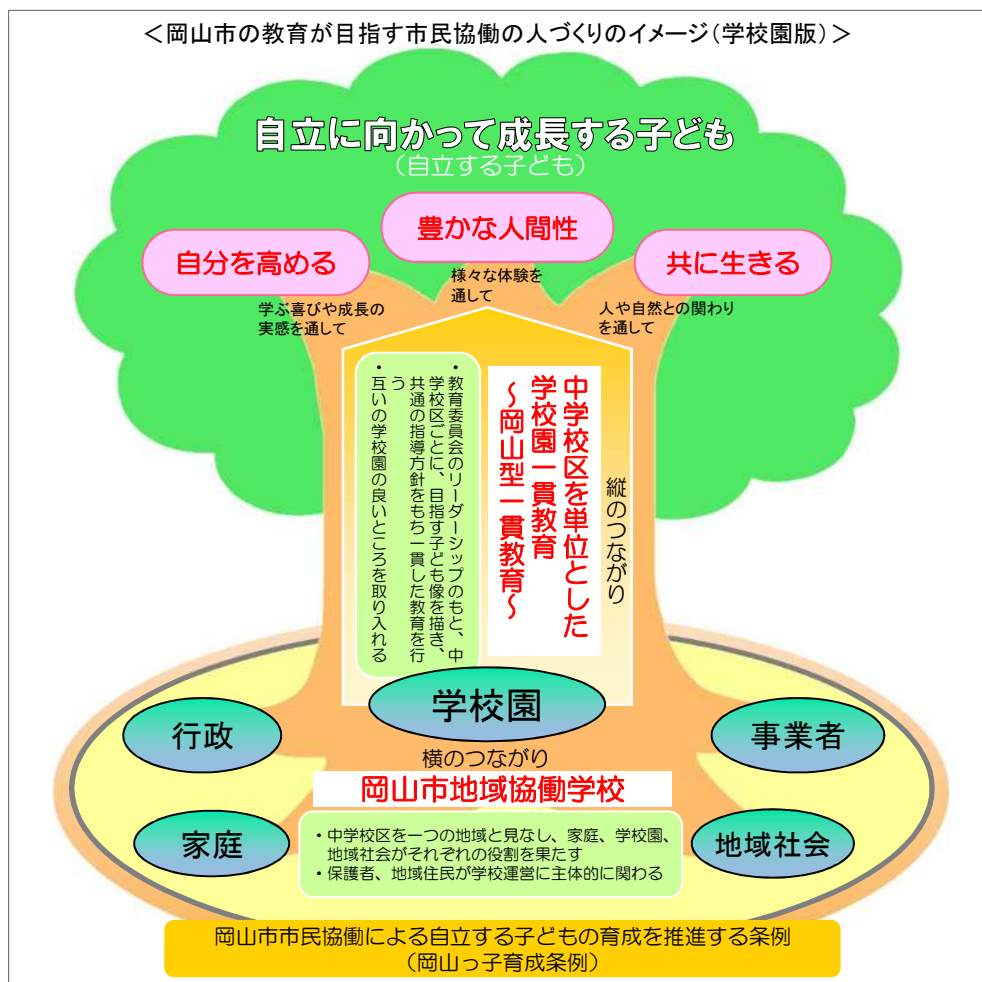 ＜岡山市の教育が目指す市民協働の人づくりのイメージ（学校園版）＞
自立に向かって成長する子ども
（自立する子ども）
豊かな人間性
自分を高める
共に生きる
様々な体験を
通して
学ぶ喜びや成長の
実感を通して
人や自然との関わり
を通して
縦のつながり
中学校区を単位とした
学校園一貫教育
～岡山型一貫教育～
・教育委員会のリーダーシップのもと、中
学校区ごとに、目指す子ども像を描き、
共通の指導方針をもち一貫した教育を行
う
・互いの学校園の良いところを取り入れる
学校園
行政
事業者
横のつながり
岡山市地域協働学校
家庭
地域社会
・中学校区を一つの地域と見なし、家庭、学校園、
地域社会がそれぞれの役割を果たす
・保護者、地域住民が学校運営に主体的に関わる
岡山市市民協働による自立する子どもの育成を推進する条例
（岡山っ子育成条例）